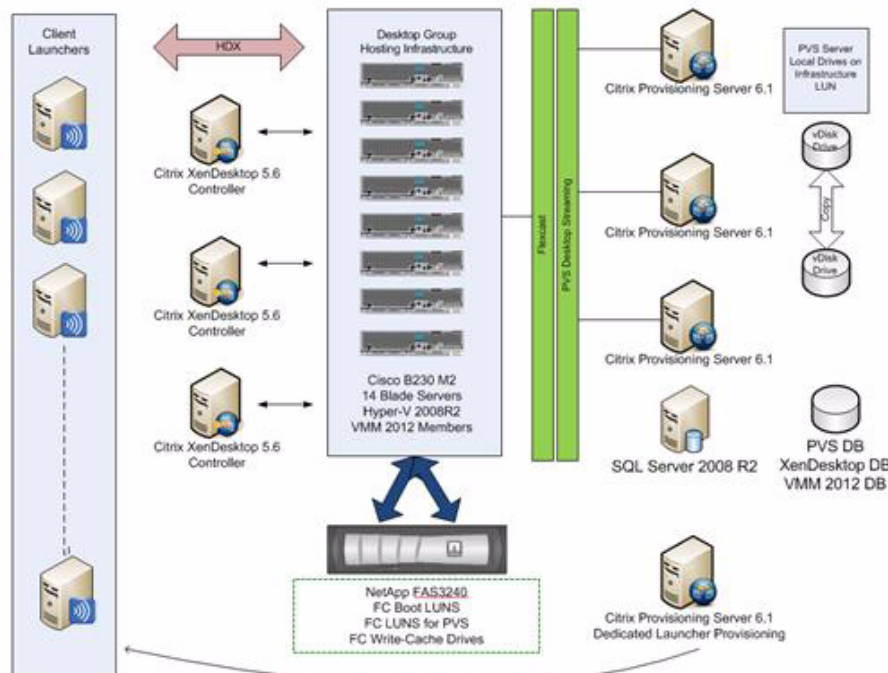 Client
Launchers
HDX
Desktop Group
Hosting Infrastructure
Citrix XenDesktop 5.6
Controller
Citrix XenDesktop 5.6
Controller
Citrix XenDesktop 5.6
Controller
Cisco B230 M2
14 Blade Servers
Hyper-V 2008R2
VMM 2012 Members
Flexcast
PVS Desktop Streaming
Citrix Provisioning Server 6.1
Citrix Provisioning Server 6.1
Citrix Provisioning Server 6.1
PVS Server
Local Drives on
Infrastructure
LUN
vDisk
Drive
Copy
vDisk
Drive
SQL Server 2008 R2
PVS DB
XenDesktop DB
VMM 2012 DB
NetApp FAS3240
FC Boot LUNS
FC LUNS for PVS
FC Write-Cache Drives
Citrix Provisioning Server 6.1
Dedicated Launcher Provisioning